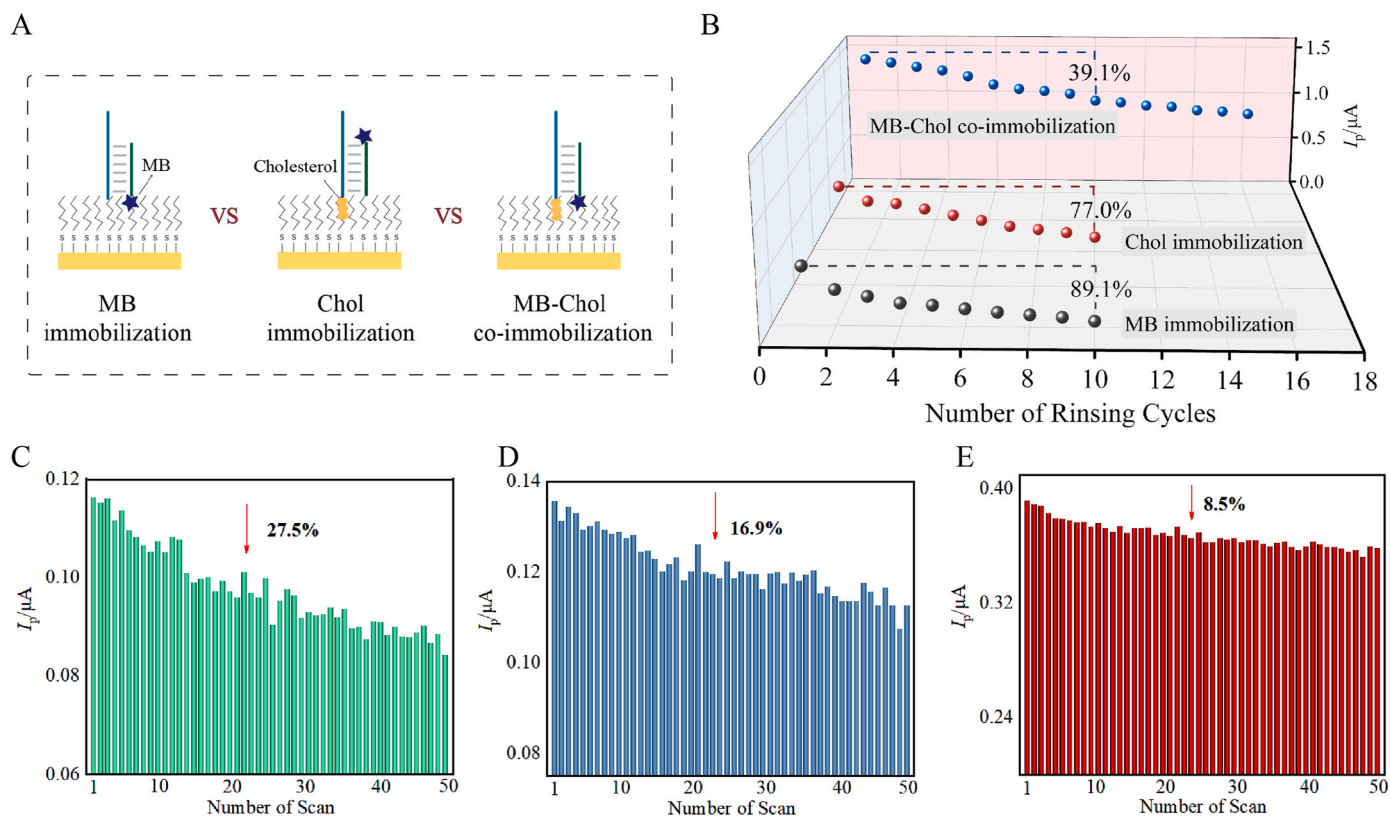 A
MB
Cholesterol
VS
VS
S S S S S S S S S
S S S S S S S S S
S S S S S S S S S
MB
immobilization
Chol
immobilization
MB-Chol
co-immobilization
B
39.1%
MB-Chol co-immobilization
77.0%
Chol immobilization
89.1%
MB immobilization
1.5
1.0
0.5
0.0
Ip/μA
0 2 4 6 8 10 12 14 16 18
Number of Rinsing Cycles
C
0.12
0.10
0.08
0.06
Ip/μA
27.5%
1 10 20 30 40 50
Number of Scan
D
0.14
0.12
0.10
0.08
Ip/μA
16.9%
1 10 20 30 40 50
Number of Scan
E
0.40
0.32
0.24
Ip/μA
8.5%
1 10 20 30 40 50
Number of Scan